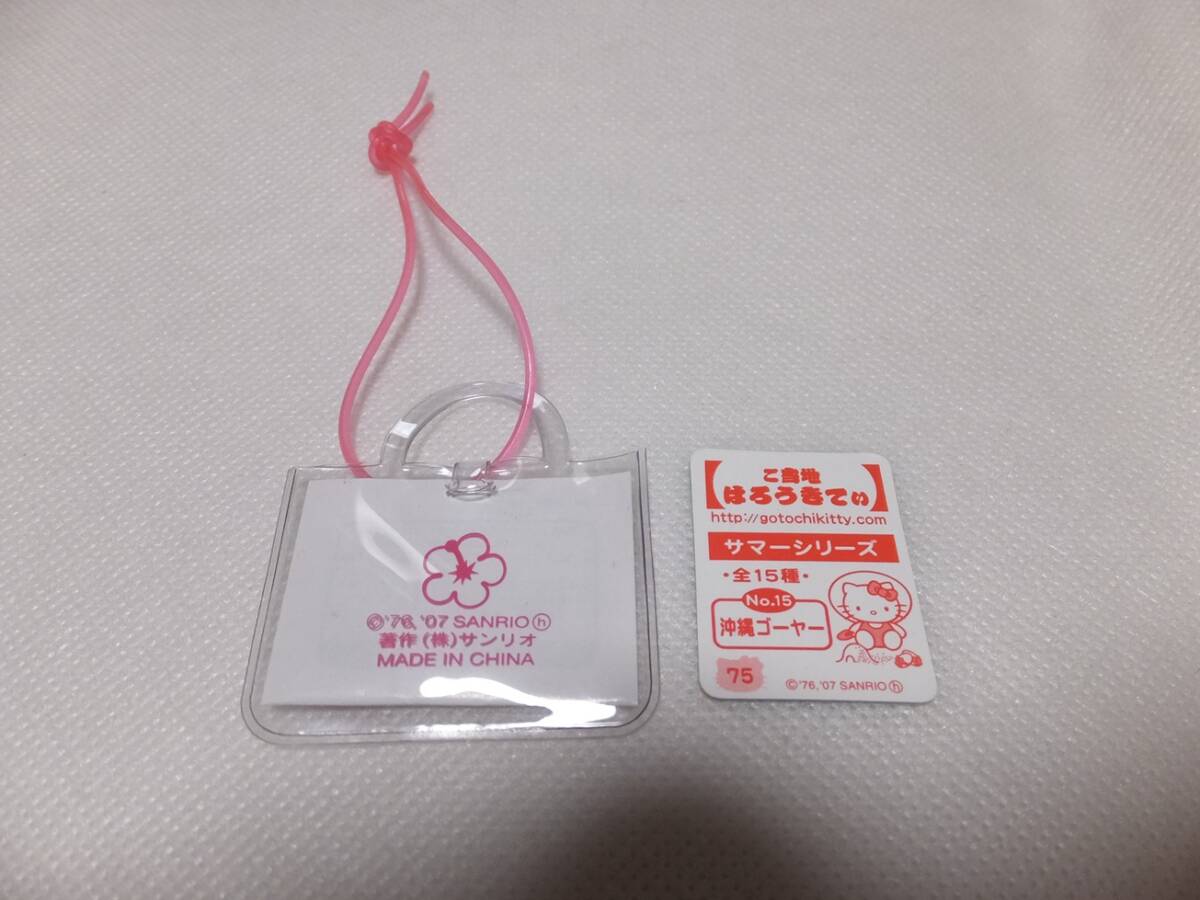 ©'76,'07 SANRIO ⓗ
著作(株)サンリオ
MADE IN CHINA
【ご当地
はろうきてぃ】
http://gotochikitty.com
サマーシリーズ
・全15種・
No.15
沖縄ゴーヤー
75
©'76,'07 SANRIO ⓗ